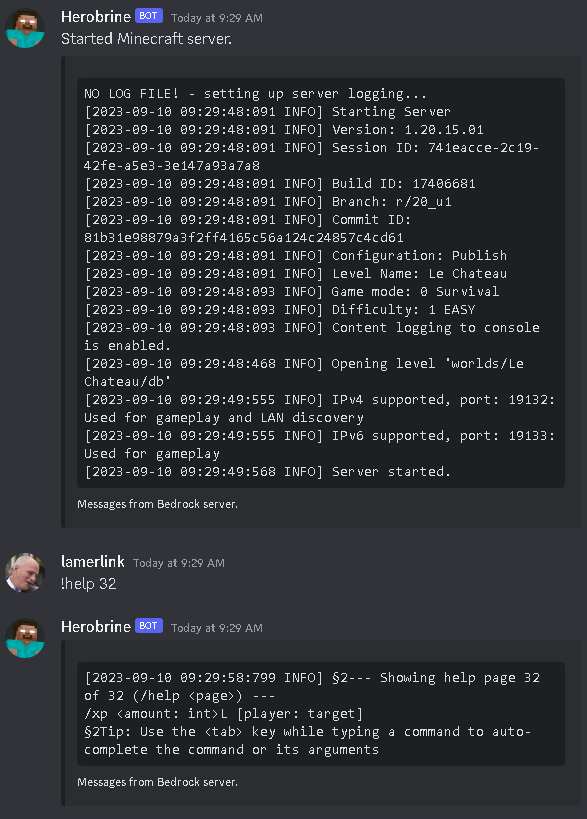 Herobrine BOT Today at 9:29 AM
Started Minecraft server.
NO LOG FILE! - setting up server logging...
[2023-09-10 09:29:48:091 INFO] Starting Server
[2023-09-10 09:29:48:091 INFO] Version: 1.20.15.01
[2023-09-10 09:29:48:091 INFO] Session ID: 741eacce-2c19-
42fe-a5e3-3e147a93a7a8
[2023-09-10 09:29:48:091 INFO] Build ID: 17406681
[2023-09-10 09:29:48:091 INFO] Branch: r/20_u1
[2023-09-10 09:29:48:091 INFO] Commit ID:
81b31e98879a3f2ff4165c56a124c24857c4cd61
[2023-09-10 09:29:48:091 INFO] Configuration: Publish
[2023-09-10 09:29:48:091 INFO] Level Name: Le Chateau
[2023-09-10 09:29:48:093 INFO] Game mode: 0 Survival
[2023-09-10 09:29:48:093 INFO] Difficulty: 1 EASY
[2023-09-10 09:29:48:093 INFO] Content logging to console
is enabled.
[2023-09-10 09:29:48:468 INFO] Opening level 'worlds/Le
Chateau/db'
[2023-09-10 09:29:49:555 INFO] IPv4 supported, port: 19132:
Used for gameplay and LAN discovery
[2023-09-10 09:29:49:555 INFO] IPv6 supported, port: 19133:
Used for gameplay
[2023-09-10 09:29:49:568 INFO] Server started.
Messages from Bedrock server.
lamerlink Today at 9:29 AM
!help 32
Herobrine BOT Today at 9:29 AM
[2023-09-10 09:29:58:799 INFO] §2--- Showing help page 32
of 32 (/help <page>) ---
/xp <amount: int>L [player: target]
§2Tip: Use the <tab> key while typing a command to auto-
complete the command or its arguments
Messages from Bedrock server.